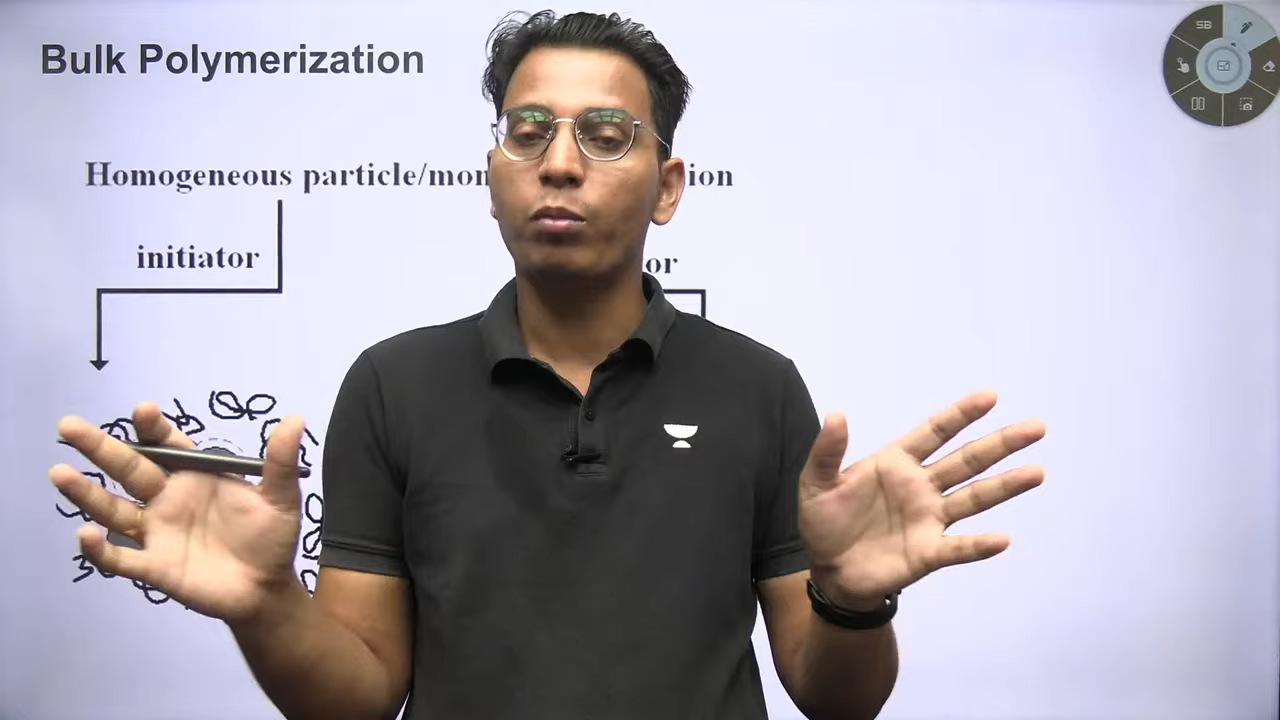 Bulk Polymerization
SB
Homogeneous particle/mon ion
initiator or